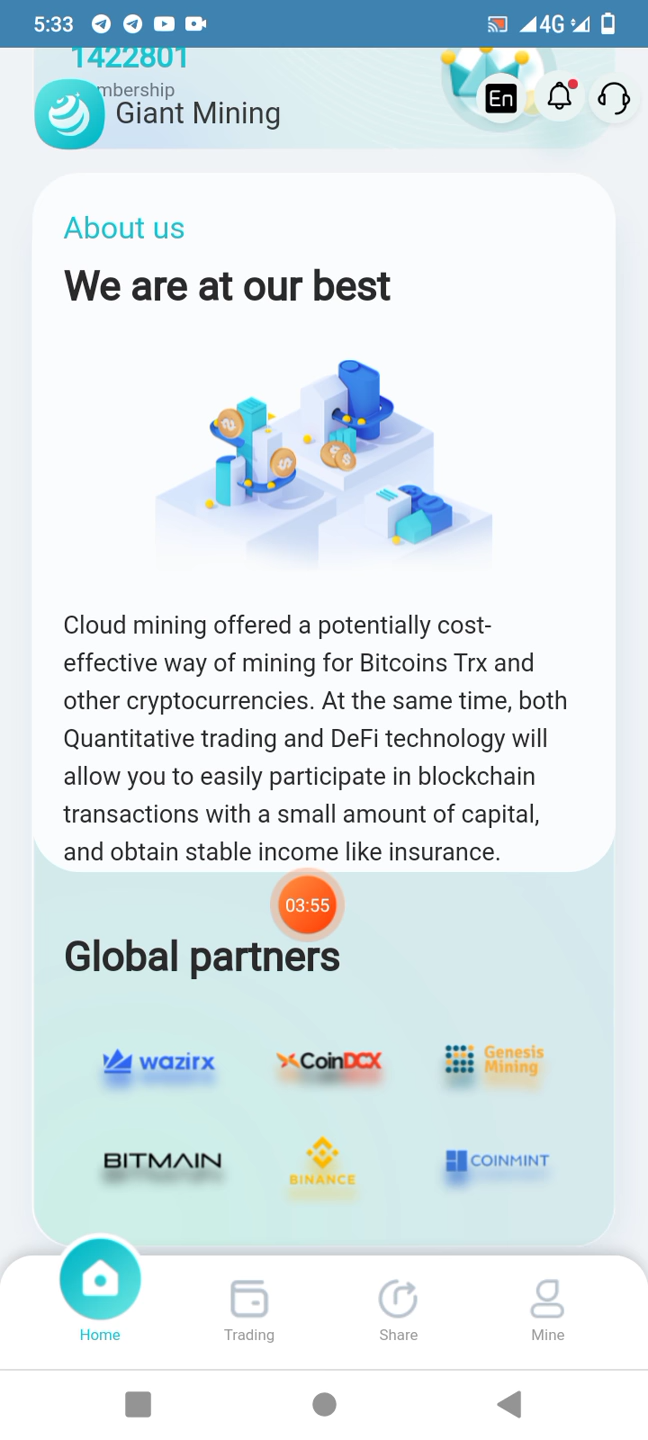 5:33
4G
1422801
mbership
Giant Mining
En
About us
We are at our best
Cloud mining offered a potentially cost-
effective way of mining for Bitcoins Trx and
other cryptocurrencies. At the same time, both
Quantitative trading and DeFi technology will
allow you to easily participate in blockchain
transactions with a small amount of capital,
and obtain stable income like insurance.
03:55
Global partners
wazirx
CoinDCX
Genesis
Mining
BITMAIN
BINANCE
COINMINT
Home
Trading
Share
Mine